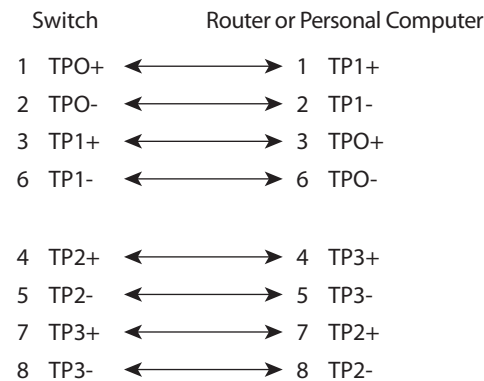 Switch Router or Personal Computer
1 TPO+ 1 TP1+
2 TPO- 2 TP1-
3 TP1+ 3 TPO+
6 TP1- 6 TPO-
4 TP2+ 4 TP3+
5 TP2- 5 TP3-
7 TP3+ 7 TP2+
8 TP3- 8 TP2-